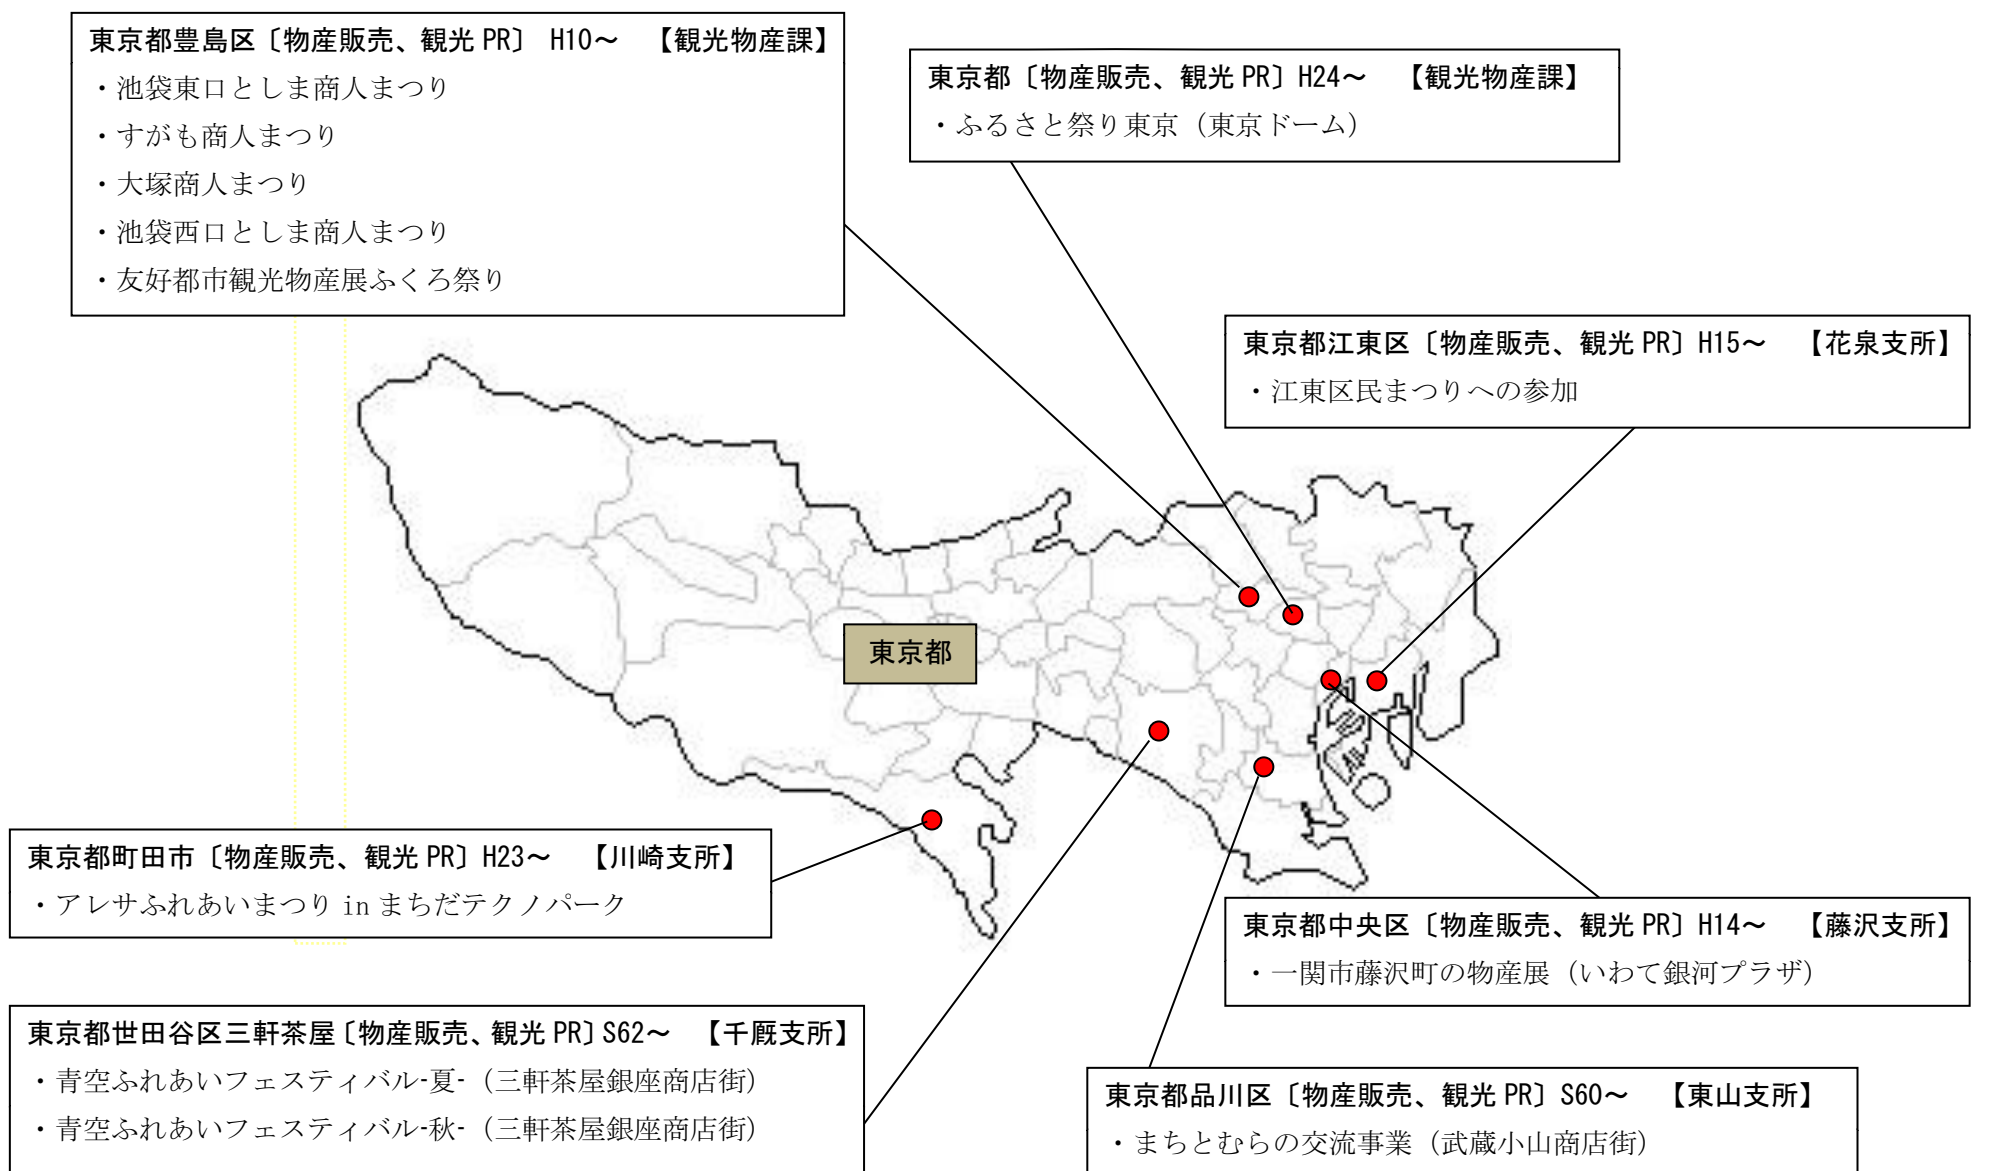 東京都豊島区〔物産販売、観光 PR〕 H10～ 【観光物産課】
・池袋東口としま商人まつり
・すがも商人まつり
・大塚商人まつり
・池袋西口としま商人まつり
・友好都市観光物産展ふくろ祭り
東京都〔物産販売、観光 PR〕H24～ 【観光物産課】
・ふるさと祭り東京（東京ドーム）
東京都江東区〔物産販売、観光 PR〕H15～ 【花泉支所】
・江東区民まつりへの参加
東京都
東京都町田市〔物産販売、観光 PR〕H23～ 【川崎支所】
・アレサふれあいまつり in まちだテクノパーク
東京都中央区〔物産販売、観光 PR〕H14～ 【藤沢支所】
・一関市藤沢町の物産展（いわて銀河プラザ）
東京都世田谷区三軒茶屋〔物産販売、観光 PR〕S62～ 【千厩支所】
・青空ふれあいフェスティバル-夏-（三軒茶屋銀座商店街）
・青空ふれあいフェスティバル-秋-（三軒茶屋銀座商店街）
東京都品川区〔物産販売、観光 PR〕S60～ 【東山支所】
・まちとむらの交流事業（武蔵小山商店街）